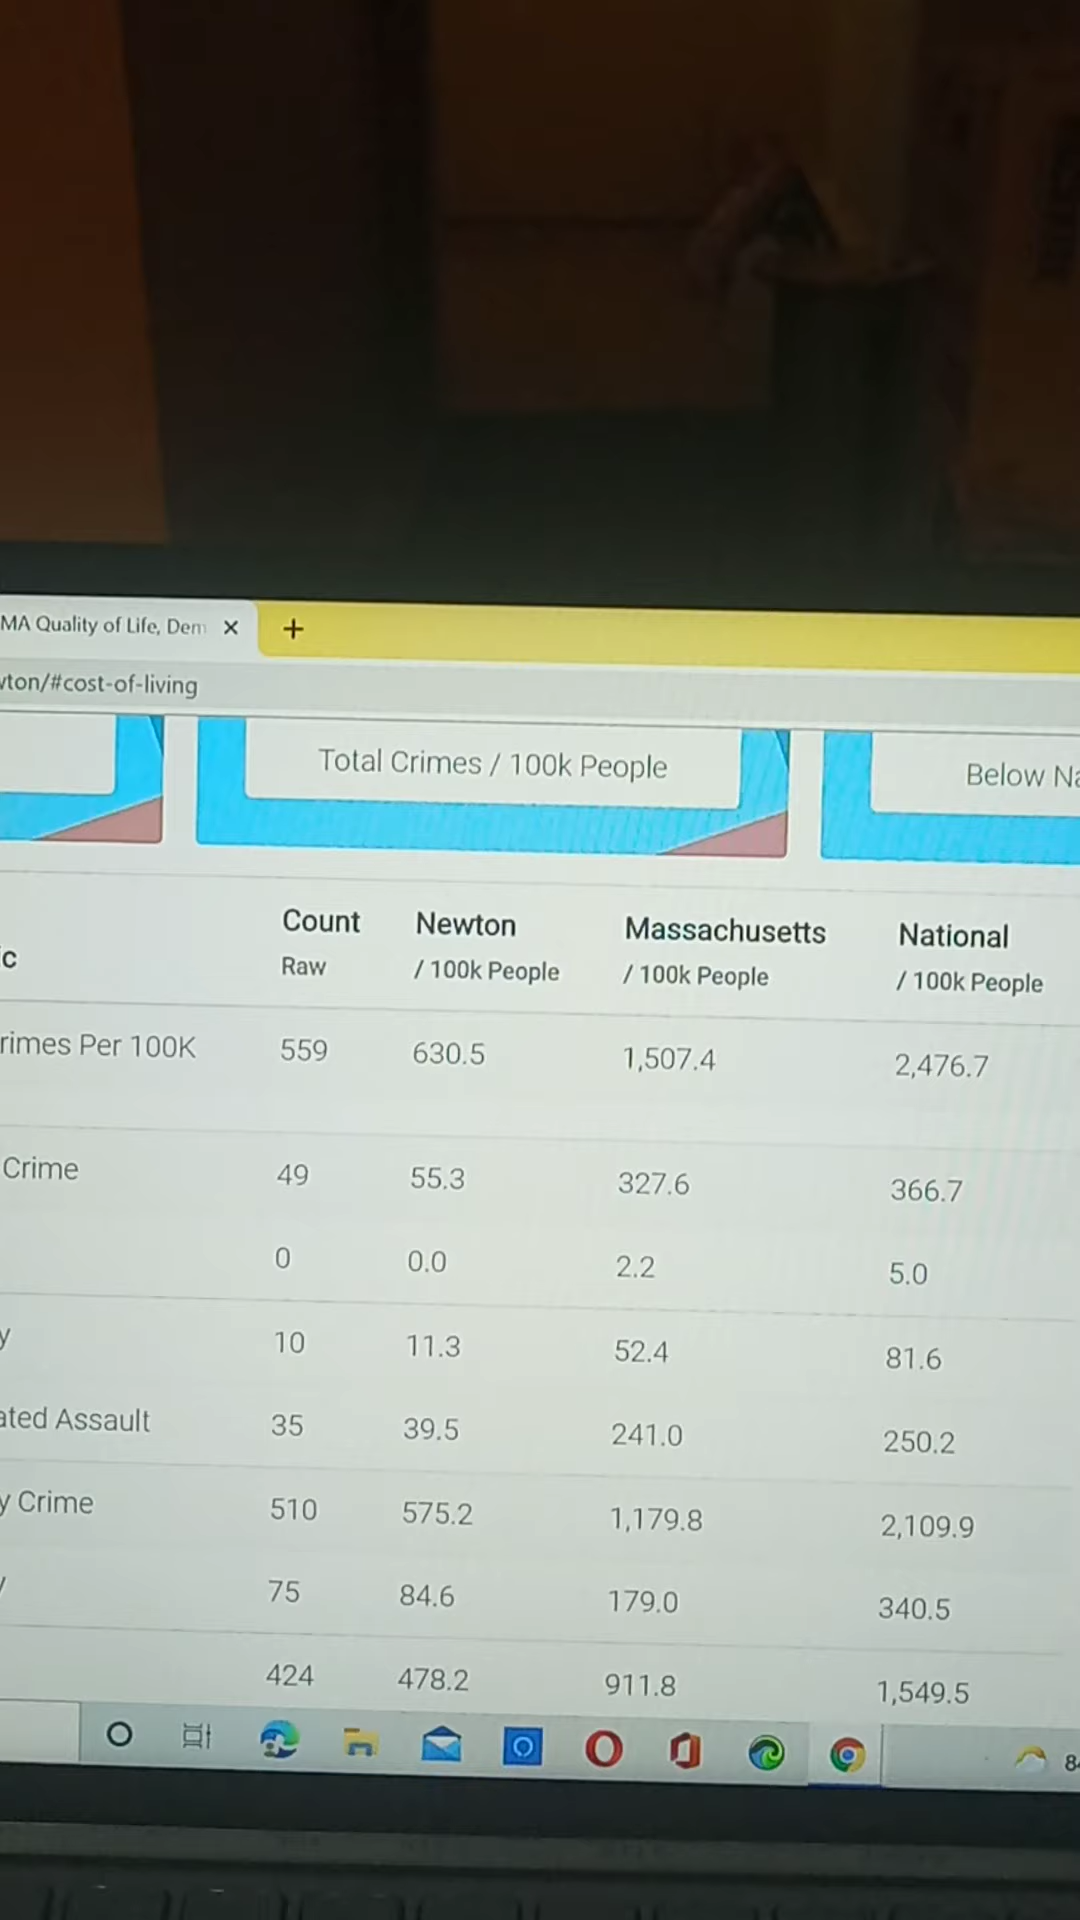 MA Quality of Life, Dem
wton/#cost-of-living
Total Crimes / 100k People
Below Na
Count Newton Massachusetts National
ic Raw / 100k People / 100k People / 100k People
rimes Per 100K 559 630.5 1,507.4 2,476.7
Crime 49 55.3 327.6 366.7
0 0.0 2.2 5.0
y 10 11.3 52.4 81.6
ated Assault 35 39.5 241.0 250.2
y Crime 510 575.2 1,179.8 2,109.9
y 75 84.6 179.0 340.5
424 478.2 911.8 1,549.5